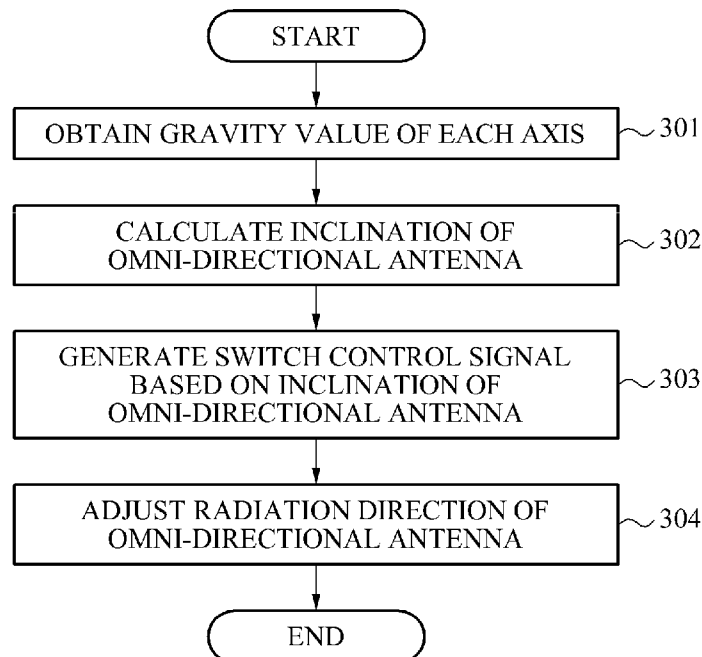 START
OBTAIN GRAVITY VALUE OF EACH AXIS
301
CALCULATE INCLINATION OF
OMNI-DIRECTIONAL ANTENNA
302
GENERATE SWITCH CONTROL SIGNAL
BASED ON INCLINATION OF
OMNI-DIRECTIONAL ANTENNA
303
ADJUST RADIATION DIRECTION OF
OMNI-DIRECTIONAL ANTENNA
304
END